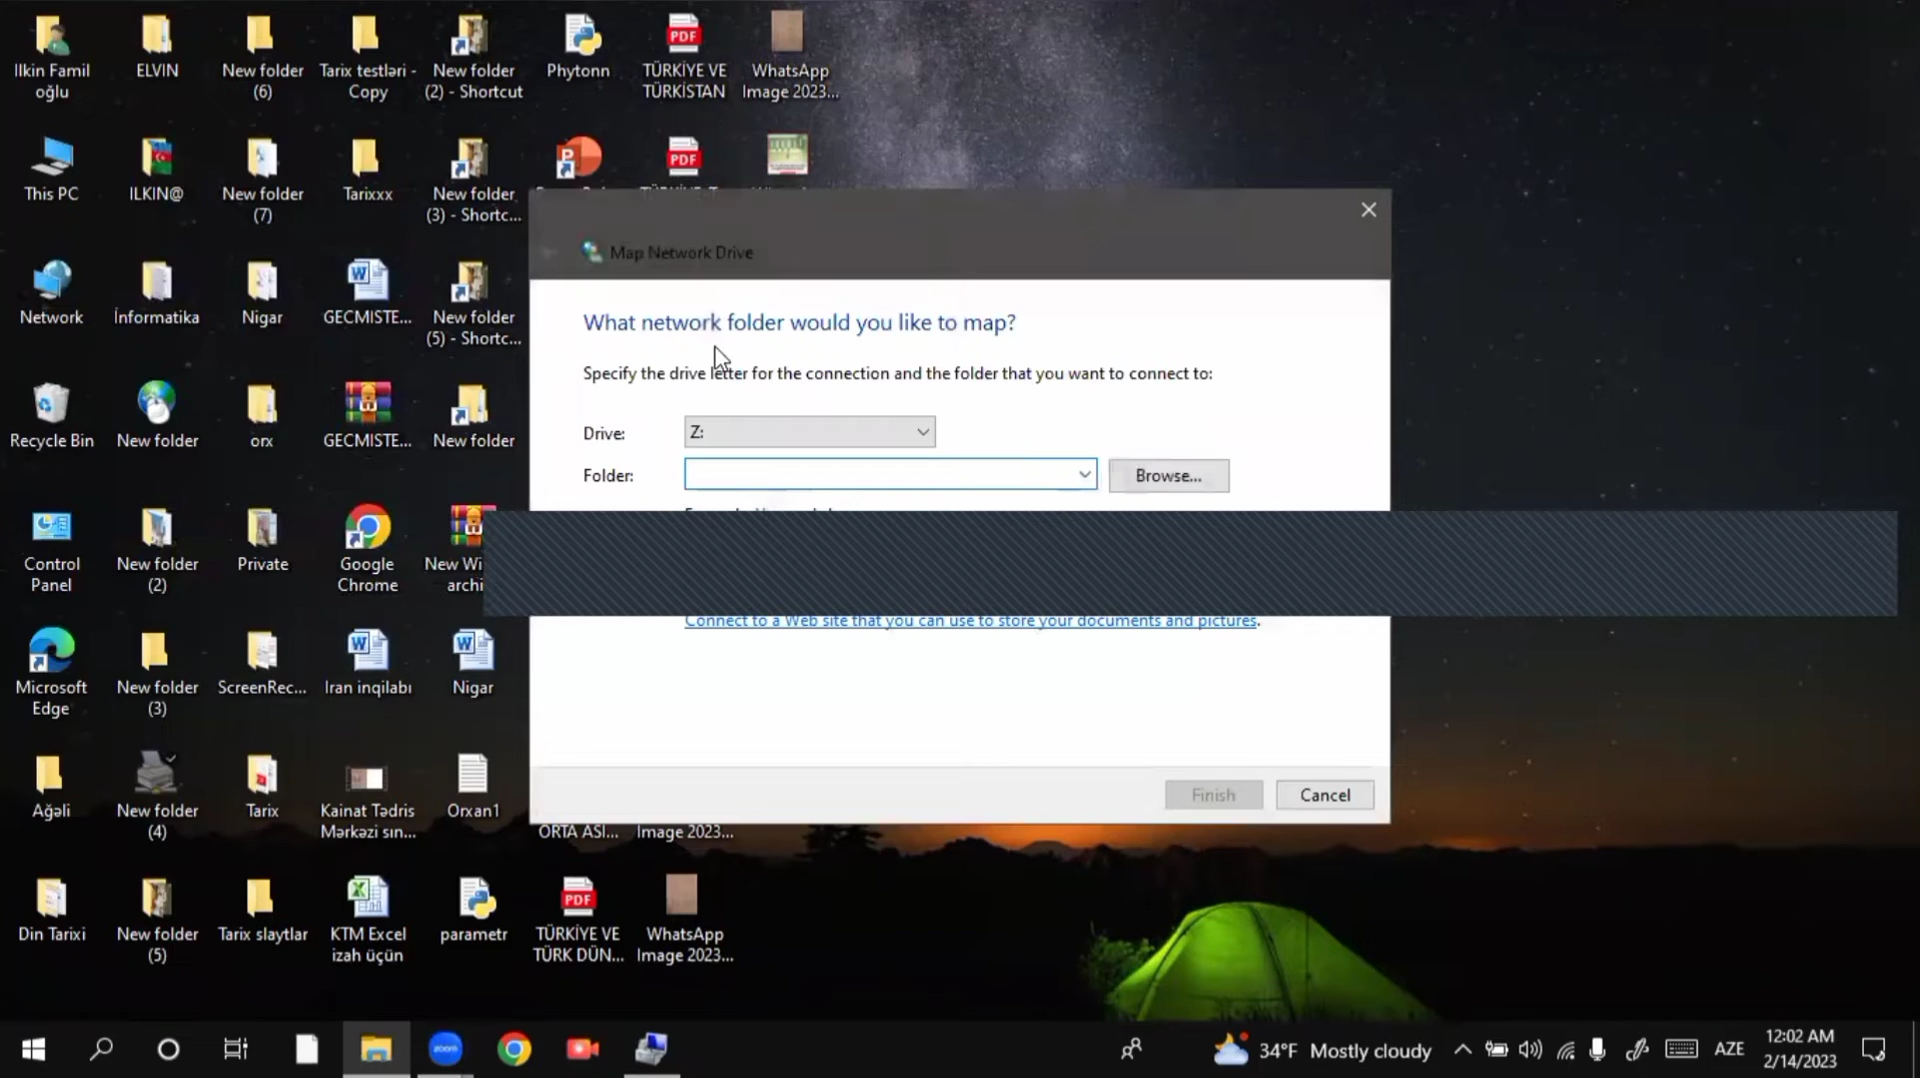 Ilkin Famil
oğlu
ELVIN
New folder
(6)
Tarix testləri -
Copy
New folder
(2) - Shortcut
Phytonn
TÜRKİYE VE
TÜRKİSTAN
WhatsApp
Image 2023...
This PC
ILKIN@
New folder
(7)
Tarixxx
New folder
(3) - Shortc...
Map Network Drive
What network folder would you like to map?
Specify the drive letter for the connection and the folder that you want to connect to:
Drive:
Z:
Folder:
Browse...
Connect to a Web site that you can use to store your documents and pictures.
Finish
Cancel
Network
İnformatika
Nigar
GECMISTE...
New folder
(5) - Shortc...
Recycle Bin
New folder
orx
GECMISTE...
New folder
Control
Panel
New folder
(2)
Private
Google
Chrome
New Wi
archi
Microsoft
Edge
New folder
(3)
ScreenRec...
Iran inqilabı
Nigar
Ağəli
New folder
(4)
Tarix
Kainat Tədris
Mərkəzi sın...
Orxan1
ORTA ASI...
Image 2023...
Din Tarixi
New folder
(5)
Tarix slaytlar
KTM Excel
izah üçün
parametr
TÜRKİYE VE
TÜRK DÜN...
WhatsApp
Image 2023...
zoom
34°F Mostly cloudy
AZE
12:02 AM
2/14/2023